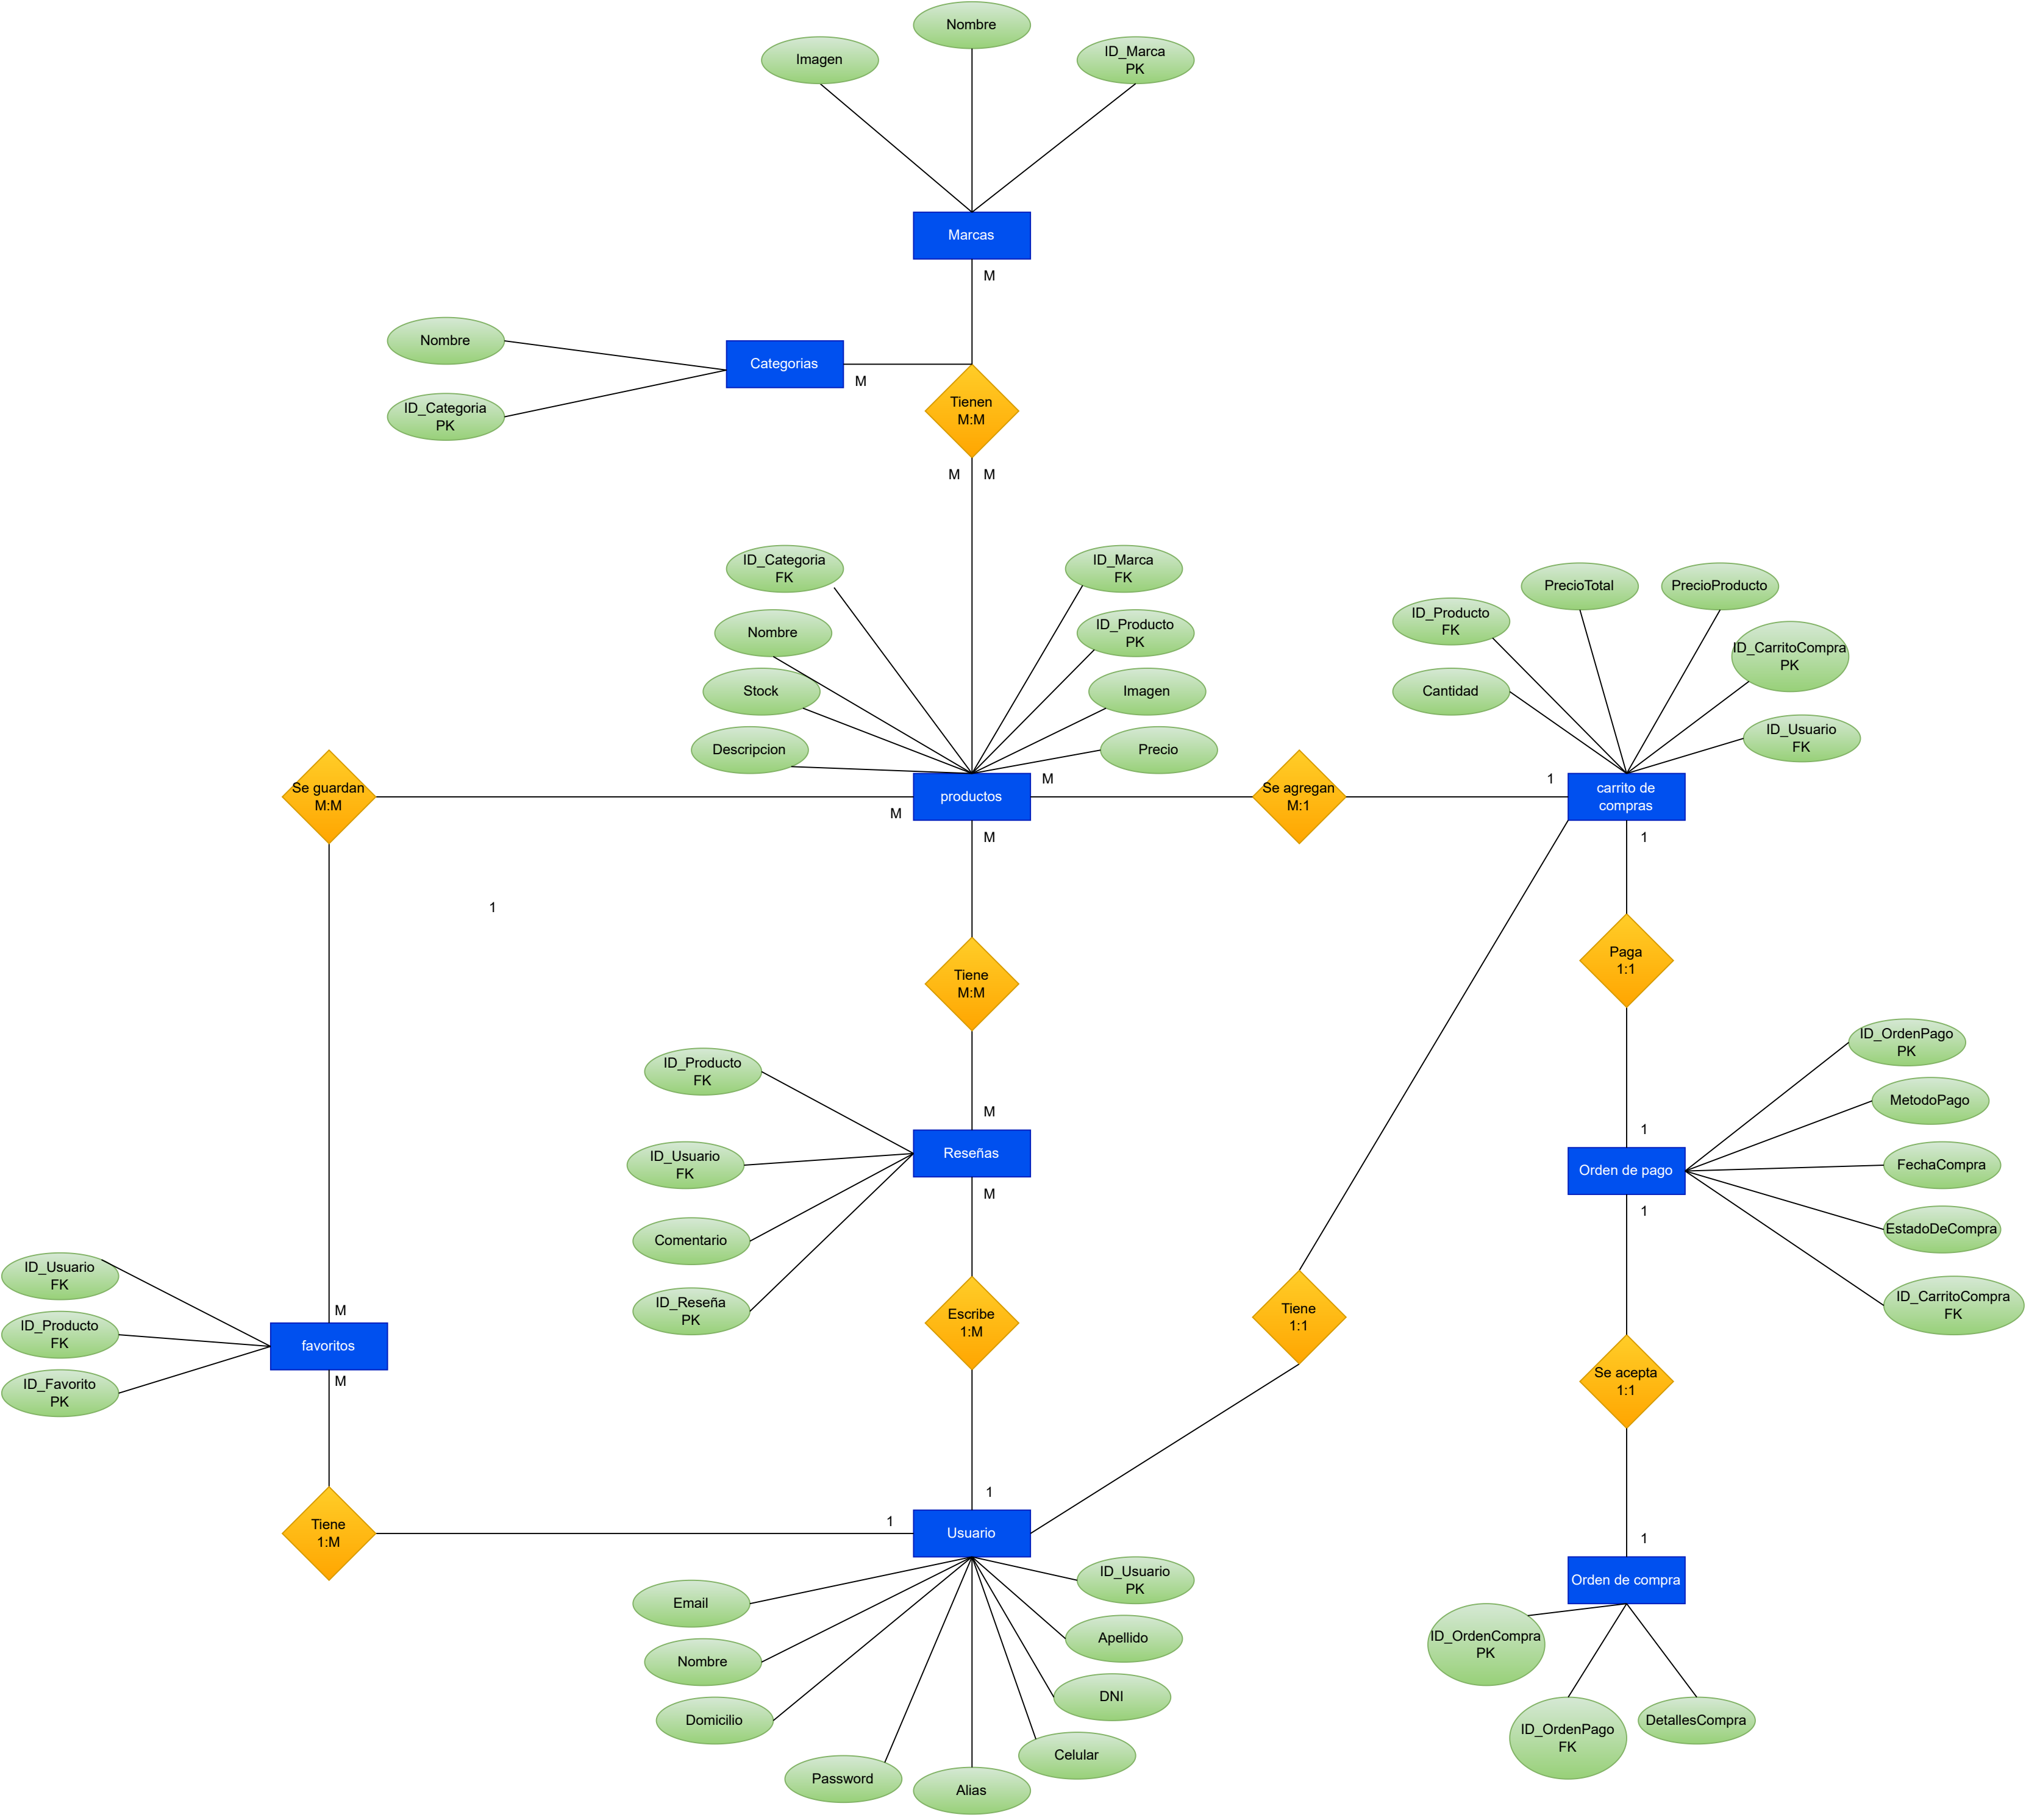 Nombre
Imagen
ID_Marca
PK
Marcas
M
Nombre
Categorias
M
ID_Categoria
PK
Tienen
M:M
M
M
ID_Categoria
FK
ID_Marca
FK
Nombre
ID_Producto
PK
Stock
Imagen
Descripcion
Precio
PrecioTotal
PrecioProducto
ID_Producto
FK
ID_CarritoCompra
PK
Cantidad
ID_Usuario
FK
Se guardan
M:M
M
productos
M
M
Se agregan
M:1
1
carrito de
compras
1
1
Tiene
M:M
Paga
1:1
ID_Producto
FK
M
Reseñas
M
ID_Usuario
FK
Comentario
ID_Reseña
PK
1
Orden de pago
1
ID_OrdenPago
PK
MetodoPago
FechaCompra
EstadoDeCompra
ID_CarritoCompra
FK
ID_Usuario
FK
ID_Producto
FK
ID_Favorito
PK
M
favoritos
M
Escribe
1:M
Tiene
1:1
Se acepta
1:1
Tiene
1:M
1
1
Usuario
1
Orden de compra
Email
Nombre
Domicilio
Password
Alias
Celular
DNI
Apellido
ID_Usuario
PK
ID_OrdenCompra
PK
ID_OrdenPago
FK
DetallesCompra